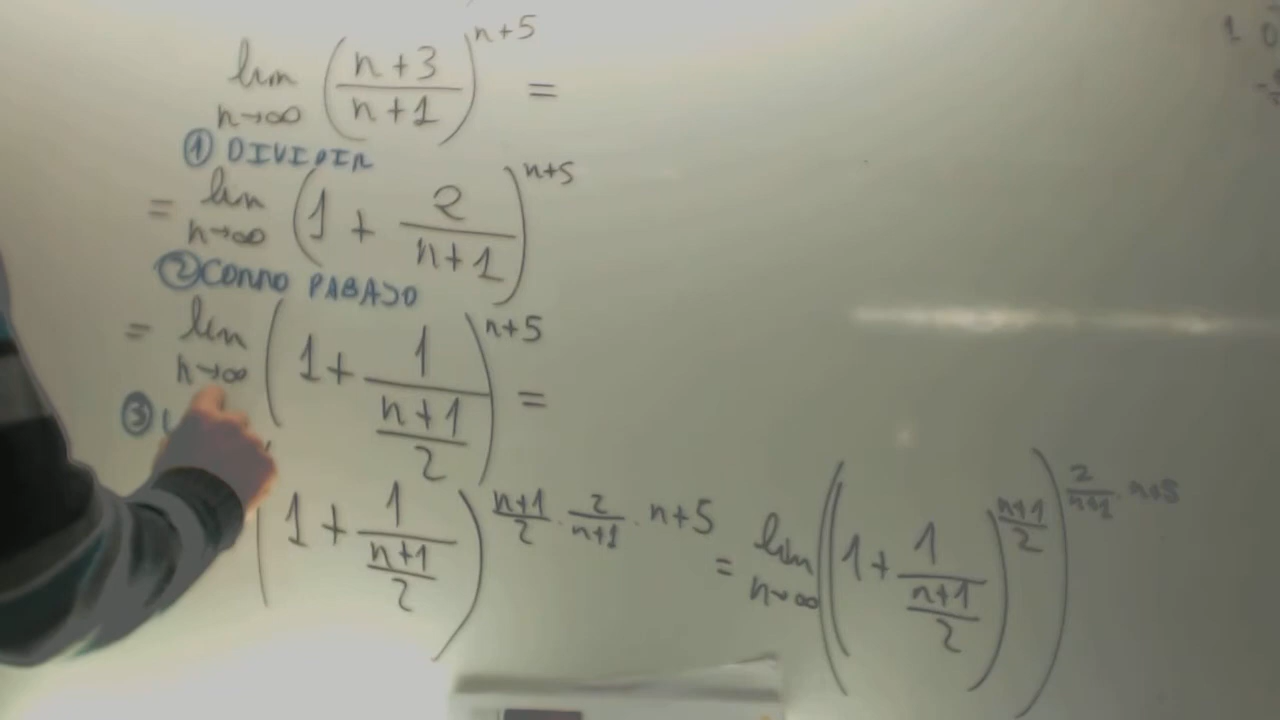 lim n→∞ ((n+3)/(n+1))^(n+5) =
① DIVIDIR
= lim n→∞ (1 + 2/(n+1))^(n+5)
② COMO PABAJO
= lim n→∞ (1 + 1/((n+1)/2))^(n+5) =
③
(1 + 1/((n+1)/2))^((n+1)/2 · 2/(n+1) · n+5) = lim n→∞ ((1 + 1/((n+1)/2))^((n+1)/2))^(2/(n+1) · n+5)